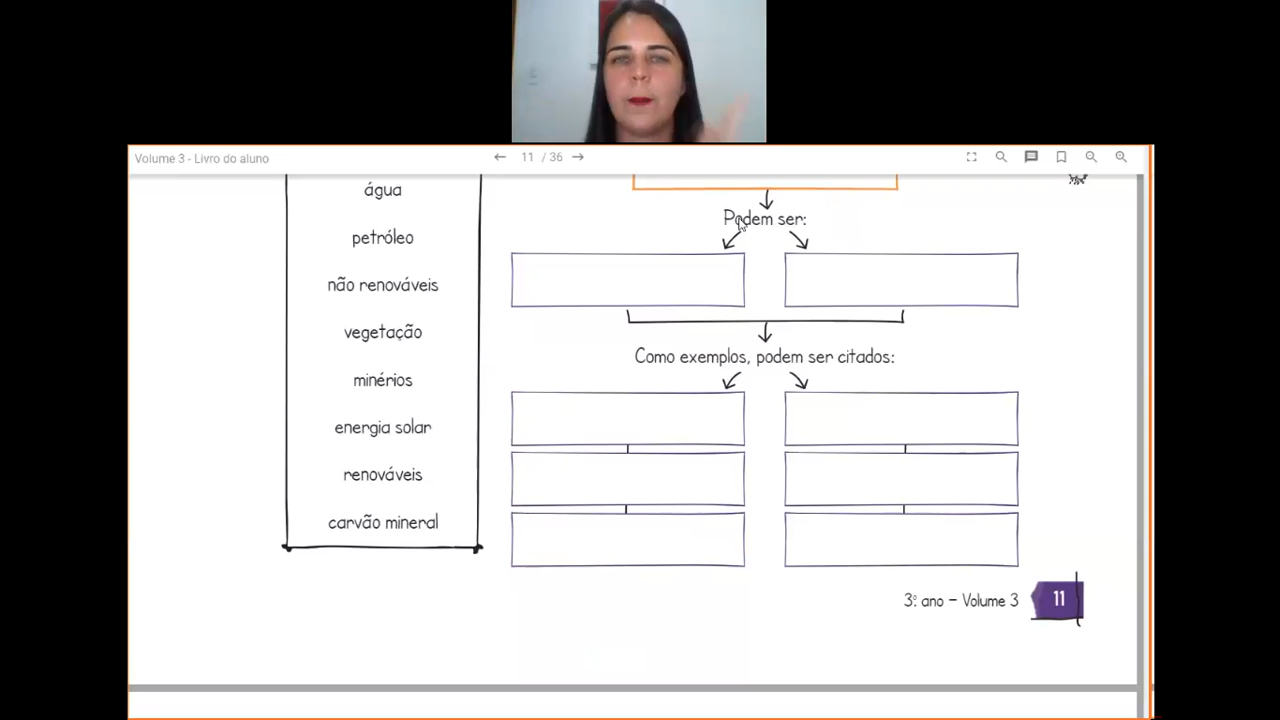 Volume 3 - Livro do aluno
11 / 36
água
petróleo
não renováveis
vegetação
minérios
energia solar
renováveis
carvão mineral
Podem ser:
Como exemplos, podem ser citados:
3º ano – Volume 3
11